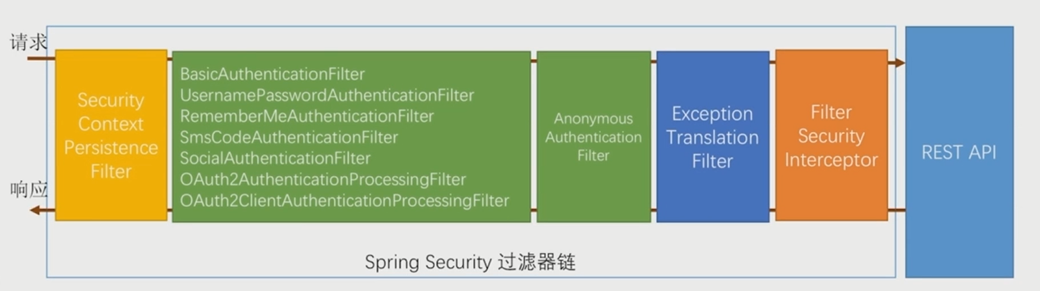 请求
响应
Security
Context
Persistence
Filter
BasicAuthenticationFilter
UsernamePasswordAuthenticationFilter
RememberMeAuthenticationFilter
SmsCodeAuthenticationFilter
SocialAuthenticationFilter
OAuth2AuthenticationProcessingFilter
OAuth2ClientAuthenticationProcessingFilter
Anonymous
Authentication
Filter
Exception
Translation
Filter
Filter
Security
Interceptor
REST API
Spring Security 过滤器链